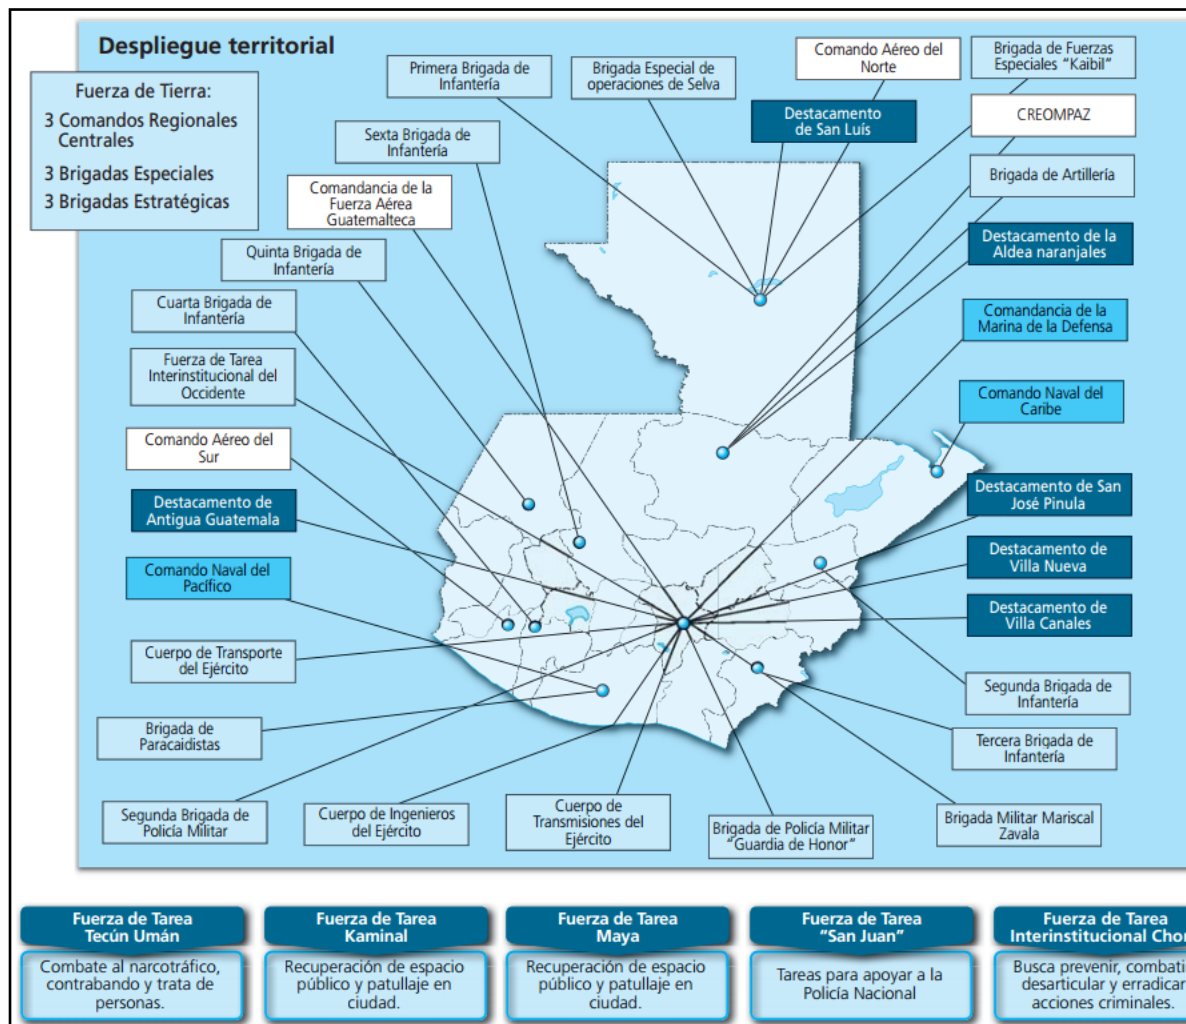 Despliegue territorial
Fuerza de Tierra:
3 Comandos Regionales
Centrales
3 Brigadas Especiales
3 Brigadas Estratégicas
Primera Brigada de
Infantería
Brigada Especial de
operaciones de Selva
Comando Aéreo del
Norte
Brigada de Fuerzas
Especiales “Kaibil”
Destacamento
de San Luís
CREOMPAZ
Sexta Brigada de
Infantería
Brigada de Artillería
Comandancia de la
Fuerza Aérea
Guatemalteca
Destacamento de la
Aldea naranjales
Quinta Brigada de
Infantería
Cuarta Brigada de
Infantería
Comandancia de la
Marina de la Defensa
Fuerza de Tarea
Interinstitucional del
Occidente
Comando Naval del
Caribe
Comando Aéreo del
Sur
Destacamento de San
José Pinula
Destacamento de
Antigua Guatemala
Destacamento de
Villa Nueva
Comando Naval del
Pacífico
Destacamento de
Villa Canales
Cuerpo de Transporte
del Ejército
Segunda Brigada de
Infantería
Brigada de
Paracaidistas
Tercera Brigada de
Infantería
Segunda Brigada de
Policía Militar
Cuerpo de Ingenieros
del Ejército
Cuerpo de
Transmisiones del
Ejército
Brigada de Policía Militar
“Guardia de Honor”
Brigada Militar Mariscal
Zavala
Fuerza de Tarea
Tecún Umán
Combate al narcotráfico,
contrabando y trata de
personas.
Fuerza de Tarea
Kaminal
Recuperación de espacio
público y patullaje en
ciudad.
Fuerza de Tarea
Maya
Recuperación de espacio
público y patullaje en
ciudad.
Fuerza de Tarea
“San Juan”
Tareas para apoyar a la
Policía Nacional
Fuerza de Tarea
Interinstitucional
Busca prevenir,
desarticular y erradicar
acciones criminales.